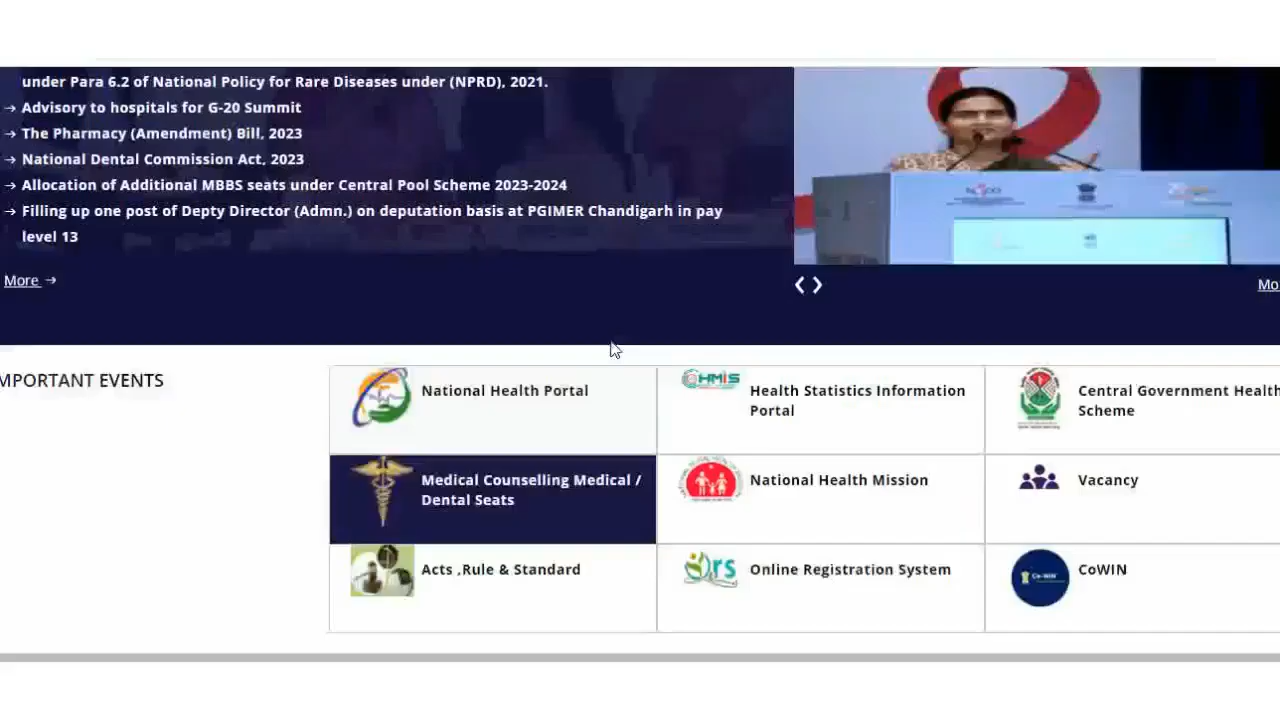 under Para 6.2 of National Policy for Rare Diseases under (NPRD), 2021.
→ Advisory to hospitals for G-20 Summit
→ The Pharmacy (Amendment) Bill, 2023
→ National Dental Commission Act, 2023
→ Allocation of Additional MBBS seats under Central Pool Scheme 2023-2024
→ Filling up one post of Depty Director (Admn.) on deputation basis at PGIMER Chandigarh in pay
level 13
More →
Mo
MPORTANT EVENTS
National Health Portal
HMIS
Health Statistics Information
Portal
Central Government Health
Scheme
Medical Counselling Medical /
Dental Seats
National Health Mission
Vacancy
Acts ,Rule & Standard
Ors
Online Registration System
Co-WIN
CoWIN